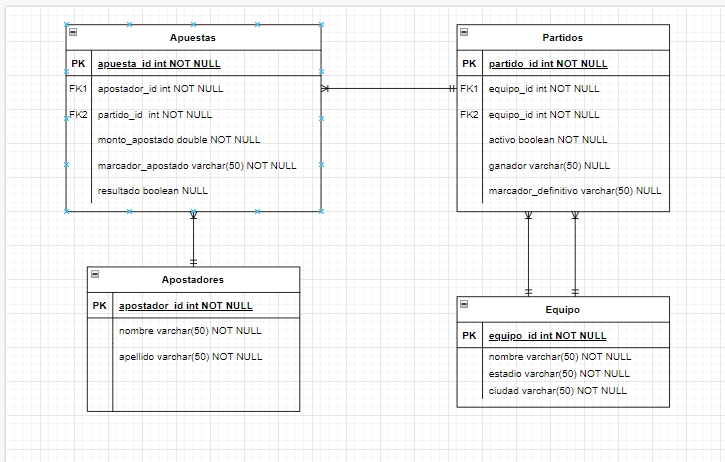 Apuestas
PK apuesta_id int NOT NULL
FK1 apostador_id int NOT NULL
FK2 partido_id int NOT NULL
monto_apostado double NOT NULL
marcador_apostado varchar(50) NOT NULL
resultado boolean NULL
Partidos
PK partido_id int NOT NULL
FK1 equipo_id int NOT NULL
FK2 equipo_id int NOT NULL
activo boolean NOT NULL
ganador varchar(50) NULL
marcador_definitivo varchar(50) NULL
Apostadores
PK apostador_id int NOT NULL
nombre varchar(50) NOT NULL
apellido varchar(50) NOT NULL
Equipo
PK equipo_id int NOT NULL
nombre varchar(50) NOT NULL
estadio varchar(50) NOT NULL
ciudad varchar(50) NOT NULL